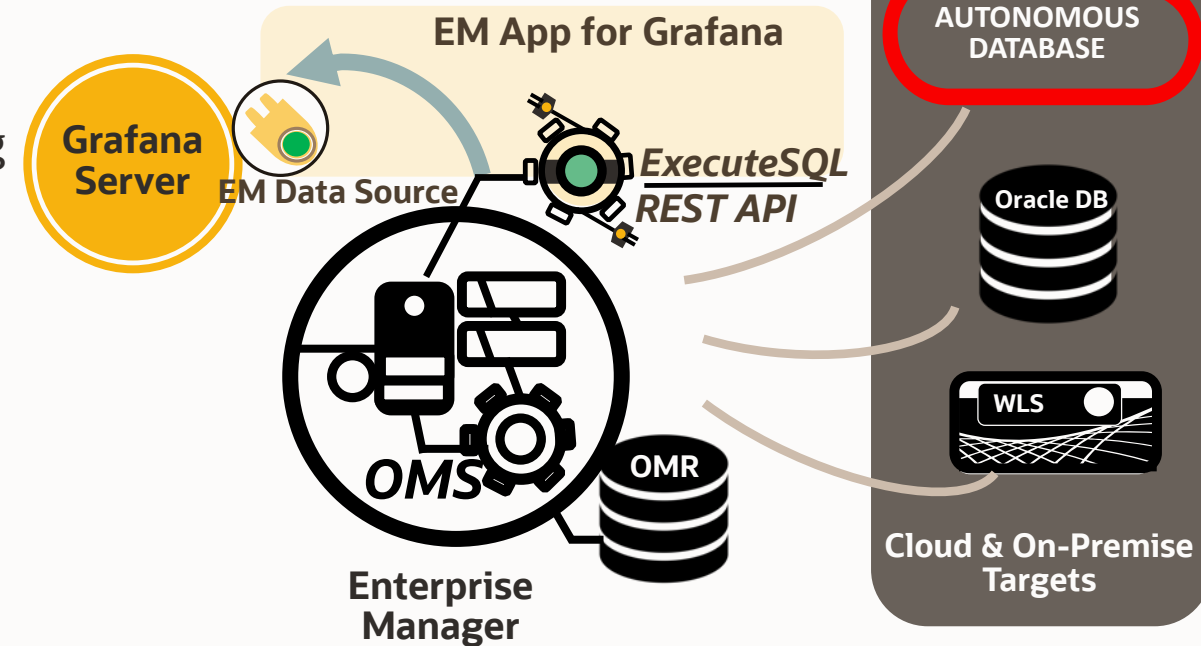 EM App for Grafana
g
Grafana
Server
EM Data Source
ExecuteSQL
REST API
OMS
OMR
Enterprise
Manager
AUTONOMOUS
DATABASE
Oracle DB
WLS
Cloud & On-Premise
Targets